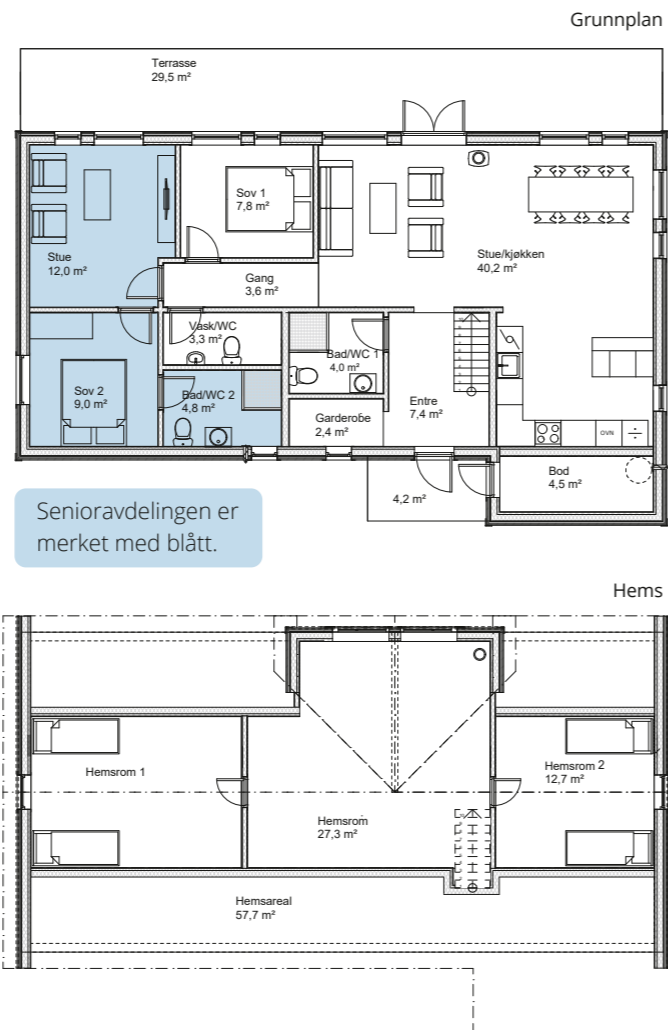 Grunnplan
Terrasse
29,5 m²
Sov 1
7,8 m²
Stue
12,0 m²
Stue/kjøkken
40,2 m²
Gang
3,6 m²
Vask/WC
3,3 m²
Bad/WC 1
4,0 m²
Sov 2
9,0 m²
Bad/WC 2
4,8 m²
Garderobe
2,4 m²
Entre
7,4 m²
OVN
Bod
4,5 m²
4,2 m²
Senioravdelingen er
merket med blått.
Hems
Hemsrom 1
Hemsrom 2
12,7 m²
Hemsrom
27,3 m²
Hemsareal
57,7 m²